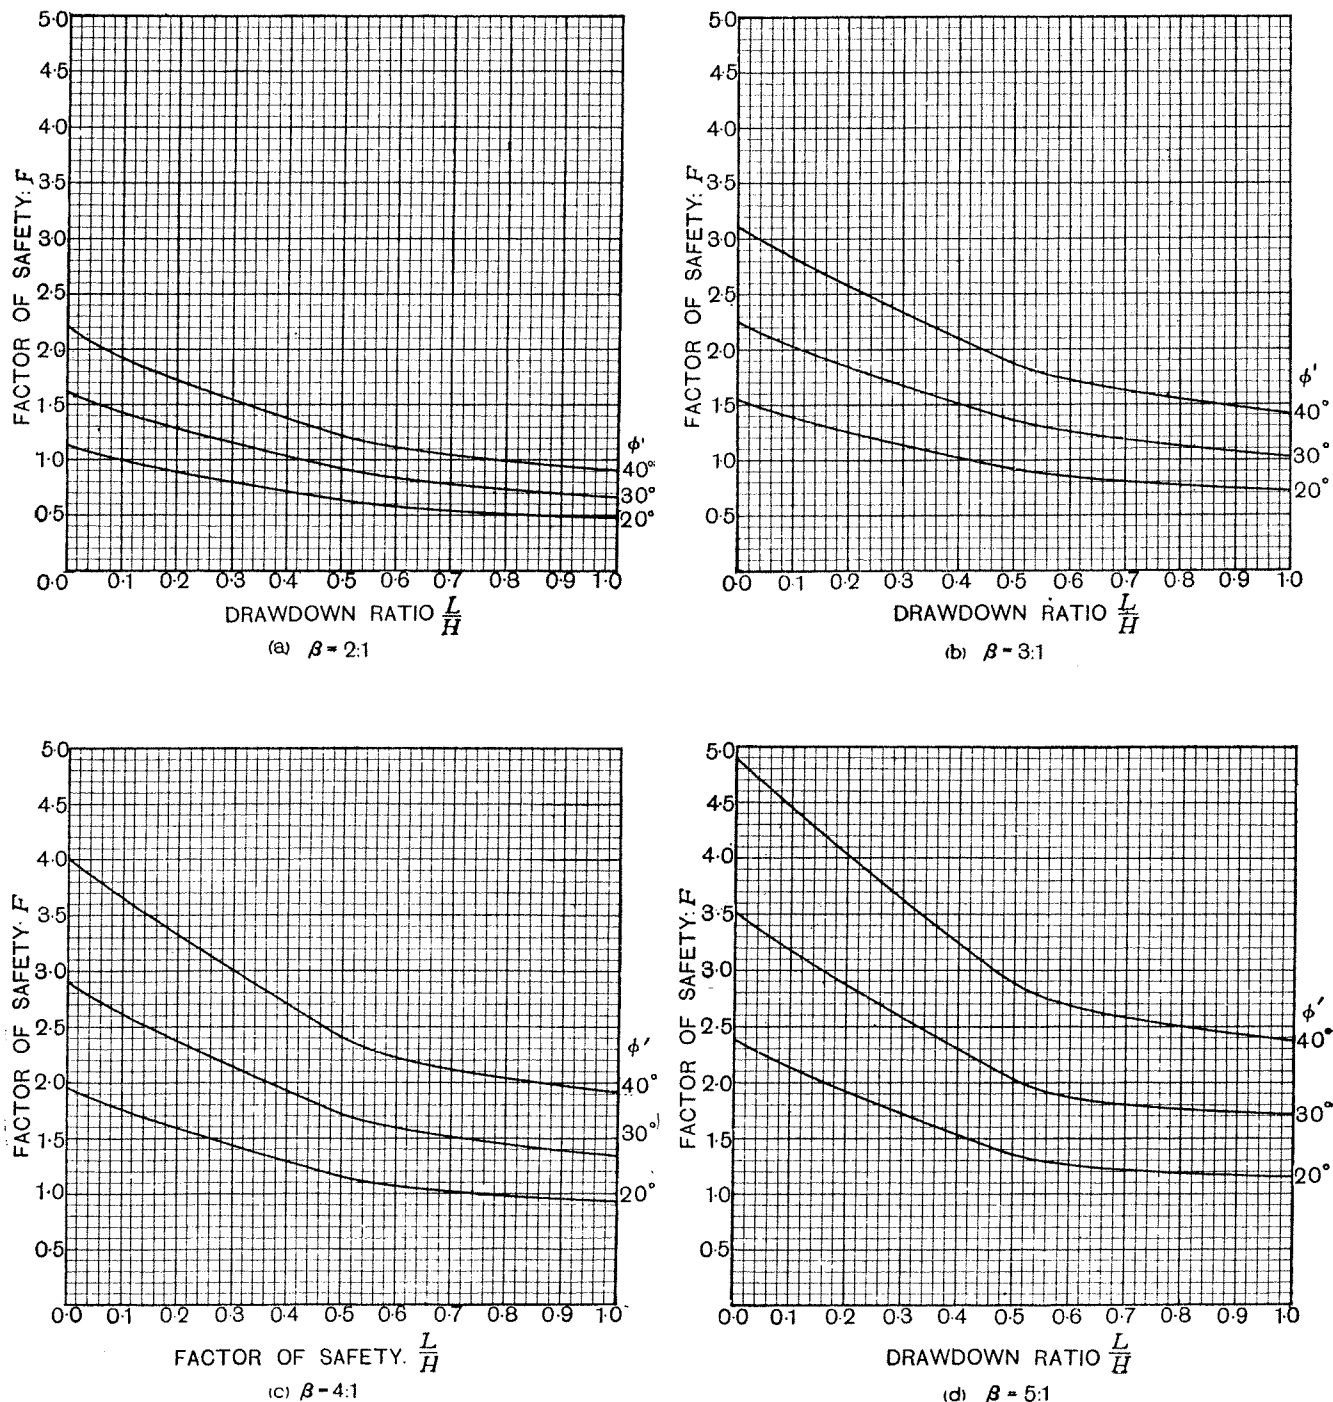 5·0
4·5
4·0
3·5
3·0
2·5
2·0
1·5
1·0
0·5
0·0 0·1 0·2 0·3 0·4 0·5 0·6 0·7 0·8 0·9 1·0
FACTOR OF SAFETY: F
ϕ'
40°
30°
20°
DRAWDOWN RATIO L/H
(a) β = 2:1
5·0
4·5
4·0
3·5
3·0
2·5
2·0
1·5
1·0
0·5
0·0 0·1 0·2 0·3 0·4 0·5 0·6 0·7 0·8 0·9 1·0
FACTOR OF SAFETY: F
ϕ'
40°
30°
20°
DRAWDOWN RATIO L/H
(b) β = 3:1
5·0
4·5
4·0
3·5
3·0
2·5
2·0
1·5
1·0
0·5
0·0 0·1 0·2 0·3 0·4 0·5 0·6 0·7 0·8 0·9 1·0
FACTOR OF SAFETY. F
ϕ'
40°
30°
20°
FACTOR OF SAFETY. L/H
(c) β = 4:1
5·0
4·5
4·0
3·5
3·0
2·5
2·0
1·5
1·0
0·5
0·0 0·1 0·2 0·3 0·4 0·5 0·6 0·7 0·8 0·9 1·0
FACTOR OF SAFETY: F
ϕ'
40°
30°
20°
DRAWDOWN RATIO L/H
(d) β = 5:1